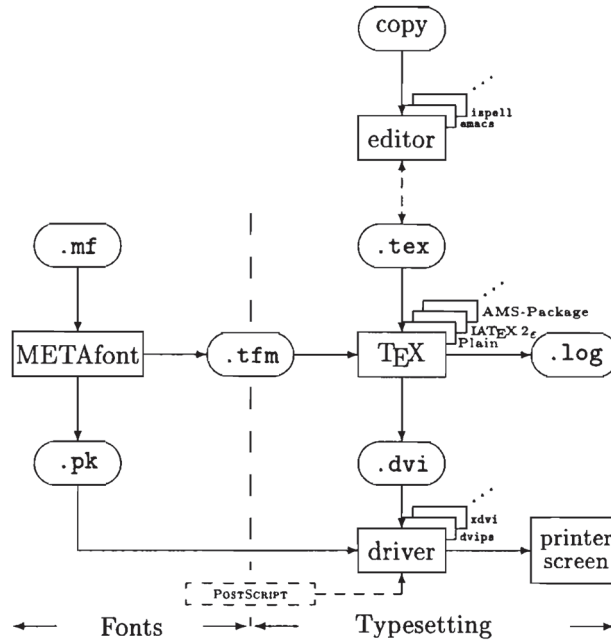 copy
ispell
emacs
editor
.mf
.tex
AMS-Package
LATEX 2ε
Plain
METAfont
.tfm
TEX
.log
.pk
.dvi
xdvi
dvips
driver
printer
screen
POSTSCRIPT
Fonts
Typesetting